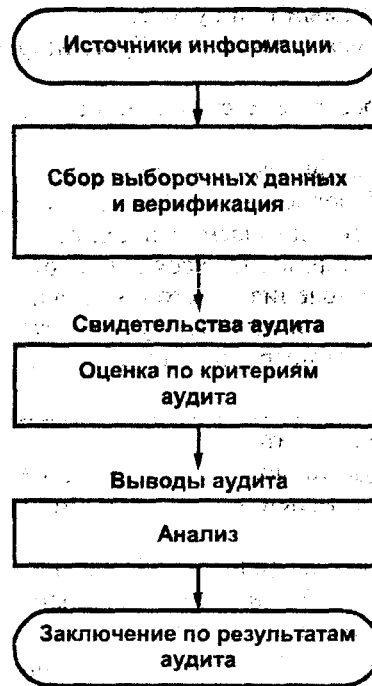 Источники информации
Сбор выборочных данных
и верификация
Свидетельства аудита
Оценка по критериям
аудита
Выводы аудита
Анализ
Заключение по результатам
аудита